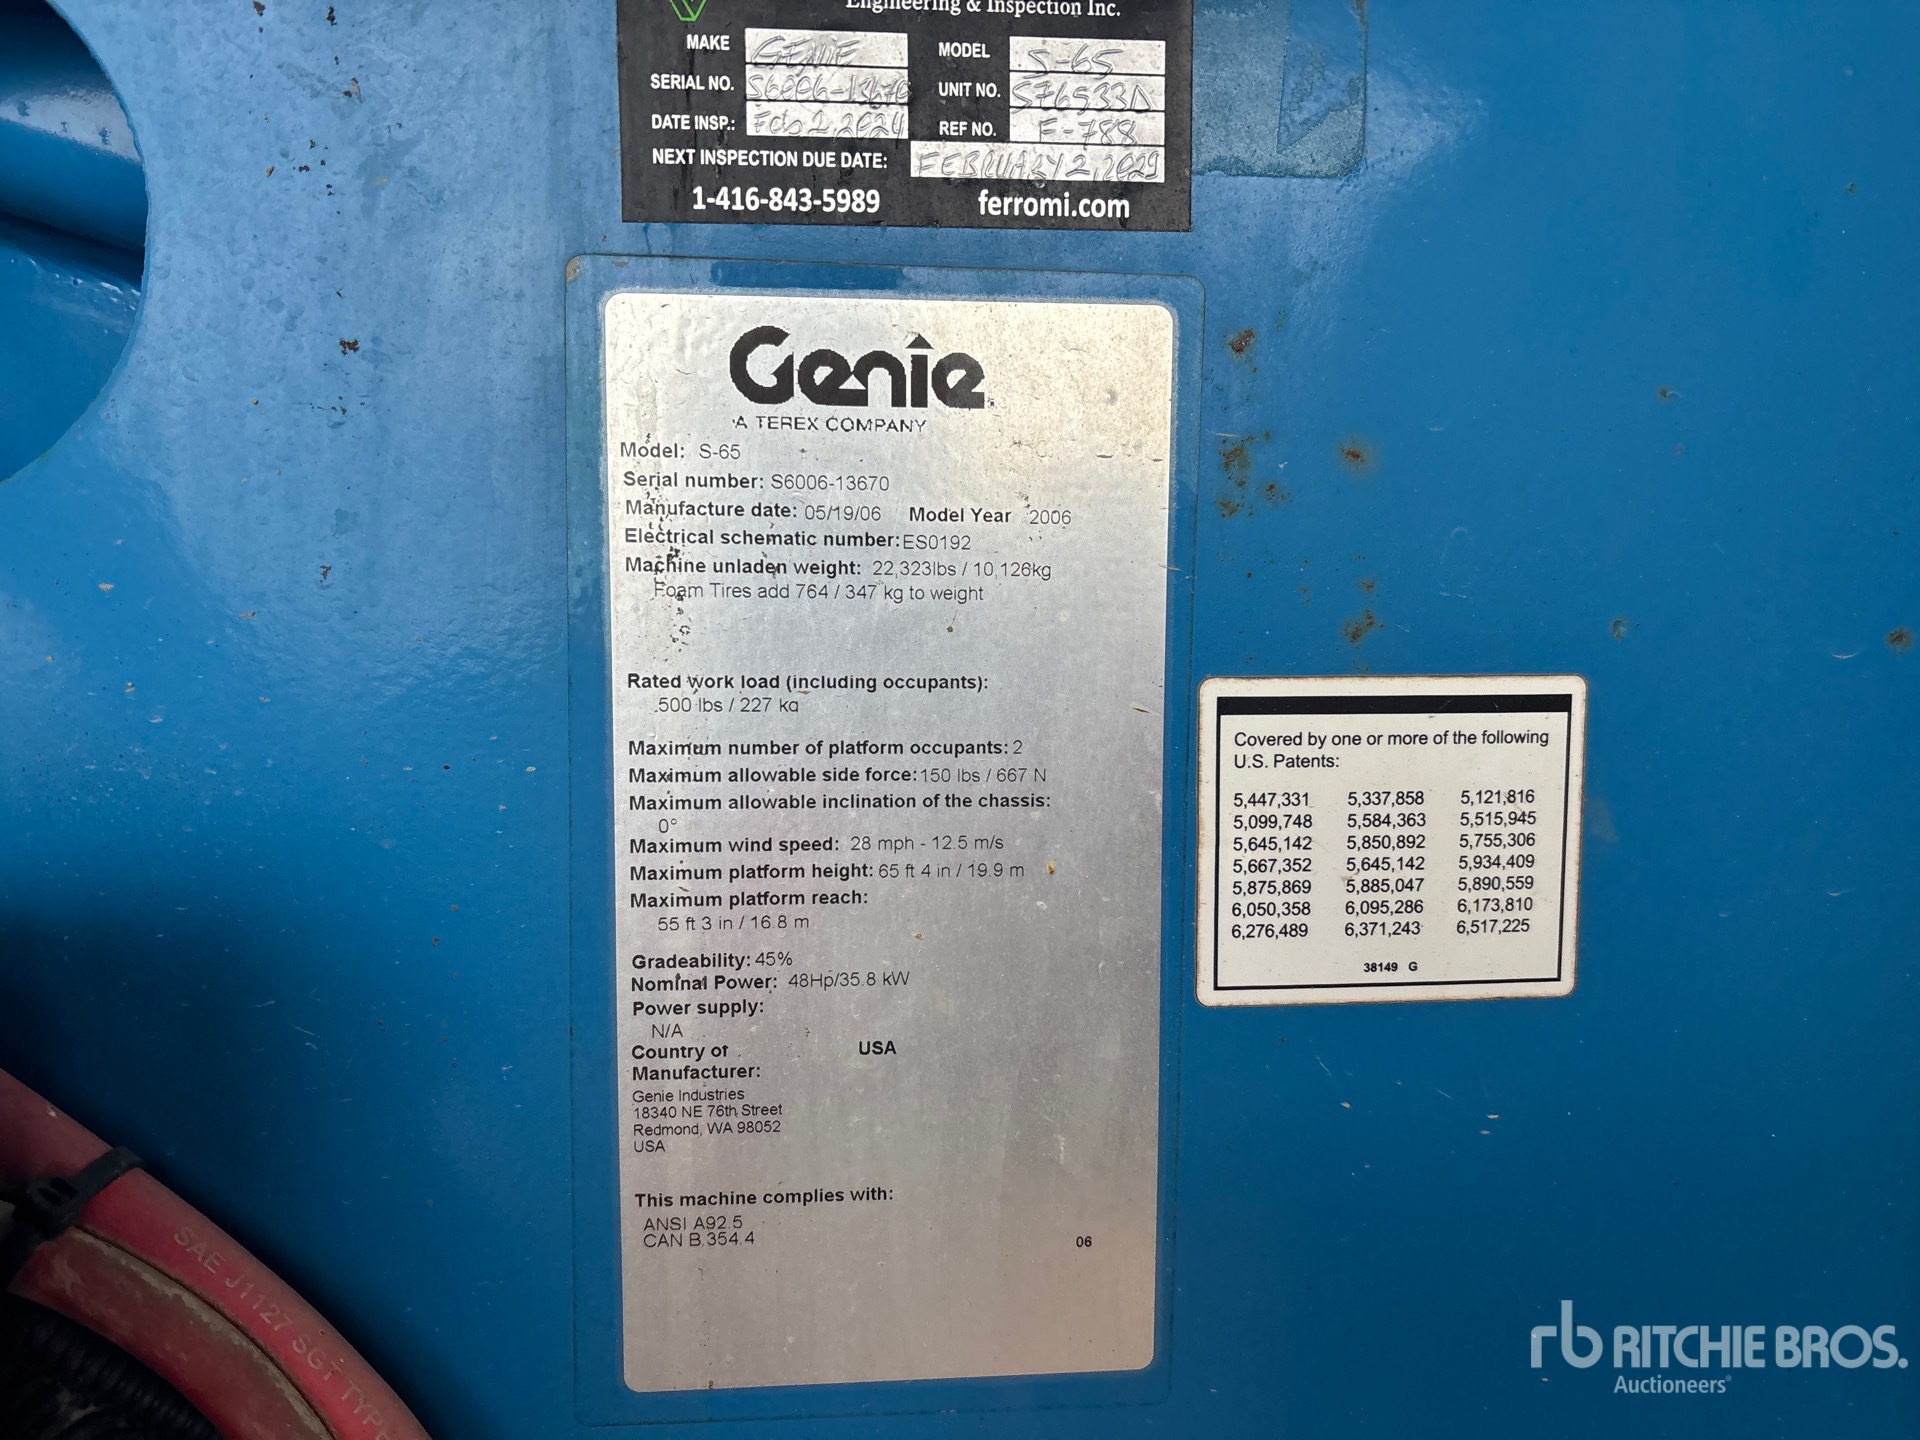 Engineering & Inspection Inc.
MAKE GENIE MODEL S-65
SERIAL NO. S6006-13670 UNIT NO. S76533D
DATE INSP.: Feb 2, 2024 REF NO. F-788
NEXT INSPECTION DUE DATE: FEBRUARY 2, 2029
1-416-843-5989 ferromi.com
Genie
A TEREX COMPANY
Model: S-65
Serial number: S6006-13670
Manufacture date: 05/19/06 Model Year 2006
Electrical schematic number: ES0192
Machine unladen weight: 22,323lbs / 10,126kg
Foam Tires add 764 / 347 kg to weight
Rated work load (including occupants):
500 lbs / 227 kg
Maximum number of platform occupants: 2
Maximum allowable side force: 150 lbs / 667 N
Maximum allowable inclination of the chassis:
0°
Maximum wind speed: 28 mph - 12.5 m/s
Maximum platform height: 65 ft 4 in / 19.9 m
Maximum platform reach:
55 ft 3 in / 16.8 m
Gradeability: 45%
Nominal Power: 48Hp/35.8 kW
Power supply:
N/A
Country of USA
Manufacturer:
Genie Industries
18340 NE 76th Street
Redmond, WA 98052
USA
This machine complies with:
ANSI A92.5
CAN B.354.4
06
Covered by one or more of the following
U.S. Patents:
5,447,331 5,337,858 5,121,816
5,099,748 5,584,363 5,515,945
5,645,142 5,850,892 5,755,306
5,667,352 5,645,142 5,934,409
5,875,869 5,885,047 5,890,559
6,050,358 6,095,286 6,173,810
6,276,489 6,371,243 6,517,225
38149 G
SAE J1127 SGT TYPE
rb RITCHIE BROS.
Auctioneers